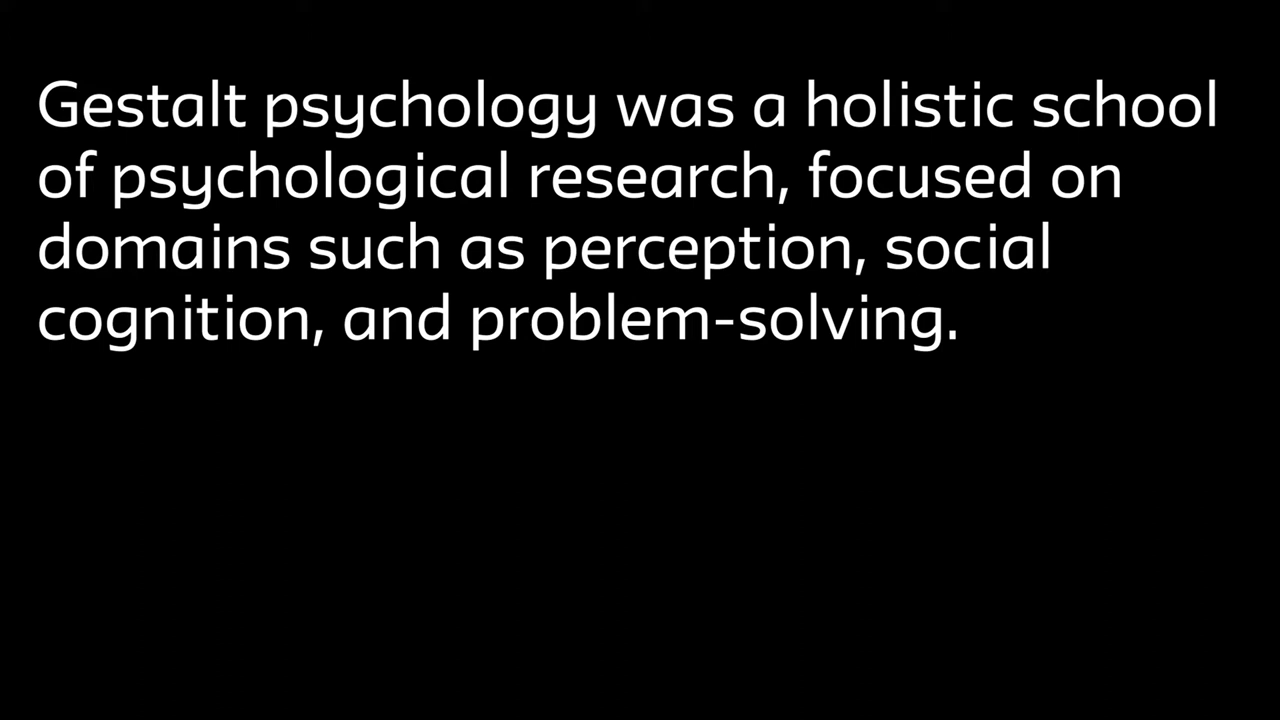 Gestalt psychology was a holistic school
of psychological research, focused on
domains such as perception, social
cognition, and problem-solving.